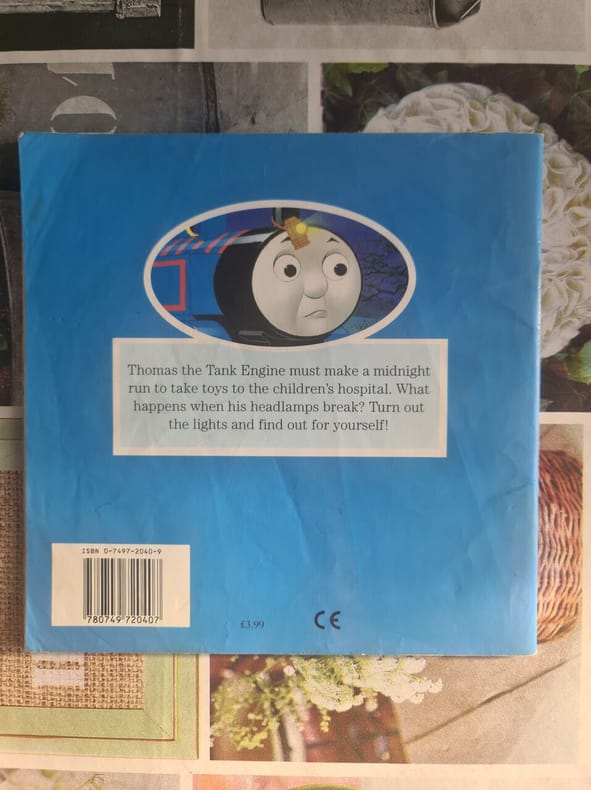 Thomas the Tank Engine must make a midnight
run to take toys to the children's hospital. What
happens when his headlamps break? Turn out
the lights and find out for yourself!
ISBN 0-7497-2040-9
780749 720407
£3.99
CE